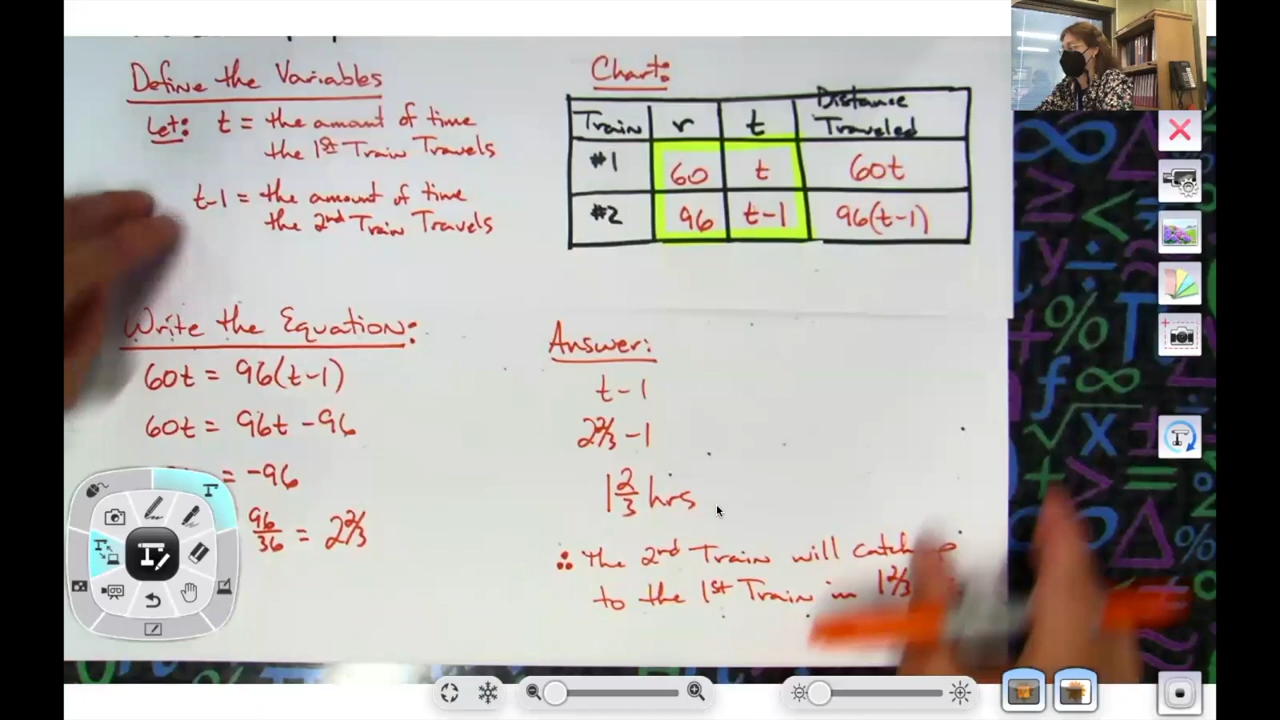 Define the Variables
Let: t = the amount of time
the 1st Train Travels
t-1 = the amount of time
the 2nd Train Travels
Chart:
Train r t Distance Traveled
#1 60 t 60t
#2 96 t-1 96(t-1)
Write the Equation:
60t = 96(t-1)
60t = 96t - 96
= -96
96/36 = 2 2/3
Answer:
t - 1
2 2/3 - 1
1 2/3 hrs
∴ the 2nd Train will catch
to the 1st Train in 1 2/3